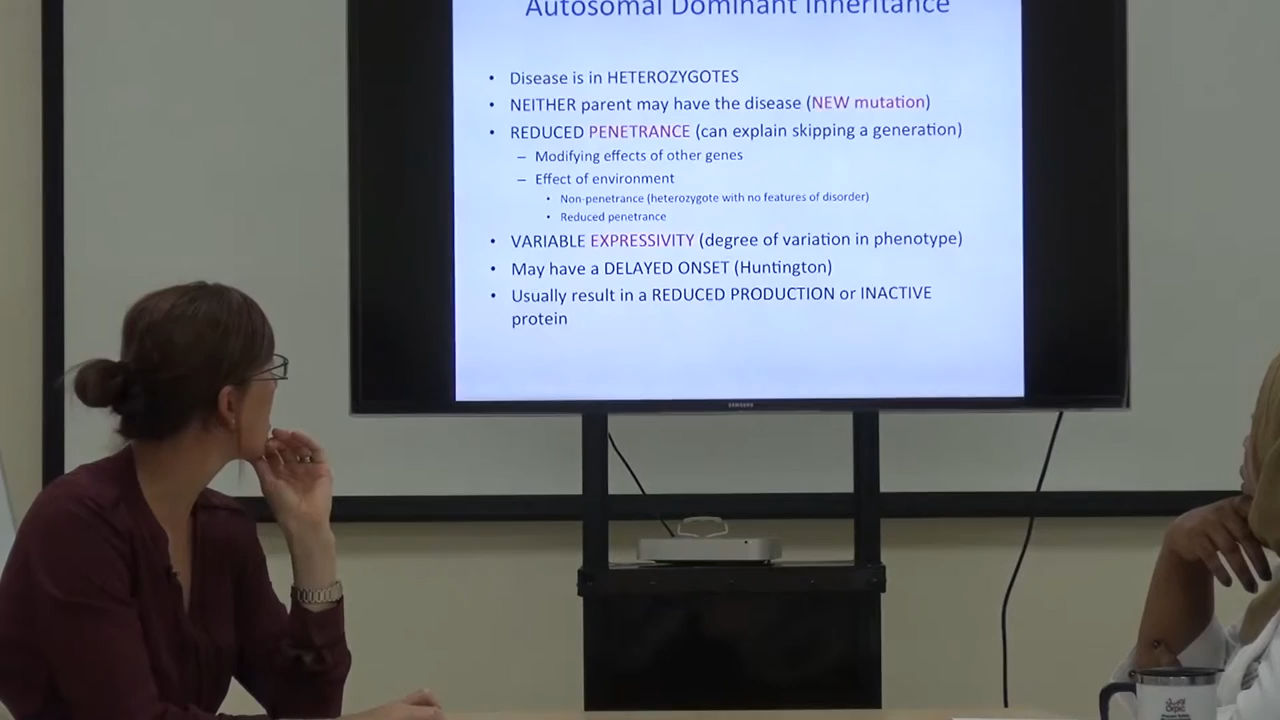 Autosomal Dominant Inheritance
• Disease is in HETEROZYGOTES
• NEITHER parent may have the disease (NEW mutation)
• REDUCED PENETRANCE (can explain skipping a generation)
– Modifying effects of other genes
– Effect of environment
• Non-penetrance (heterozygote with no features of disorder)
• Reduced penetrance
• VARIABLE EXPRESSIVITY (degree of variation in phenotype)
• May have a DELAYED ONSET (Huntington)
• Usually result in a REDUCED PRODUCTION or INACTIVE
protein
SAMSUNG